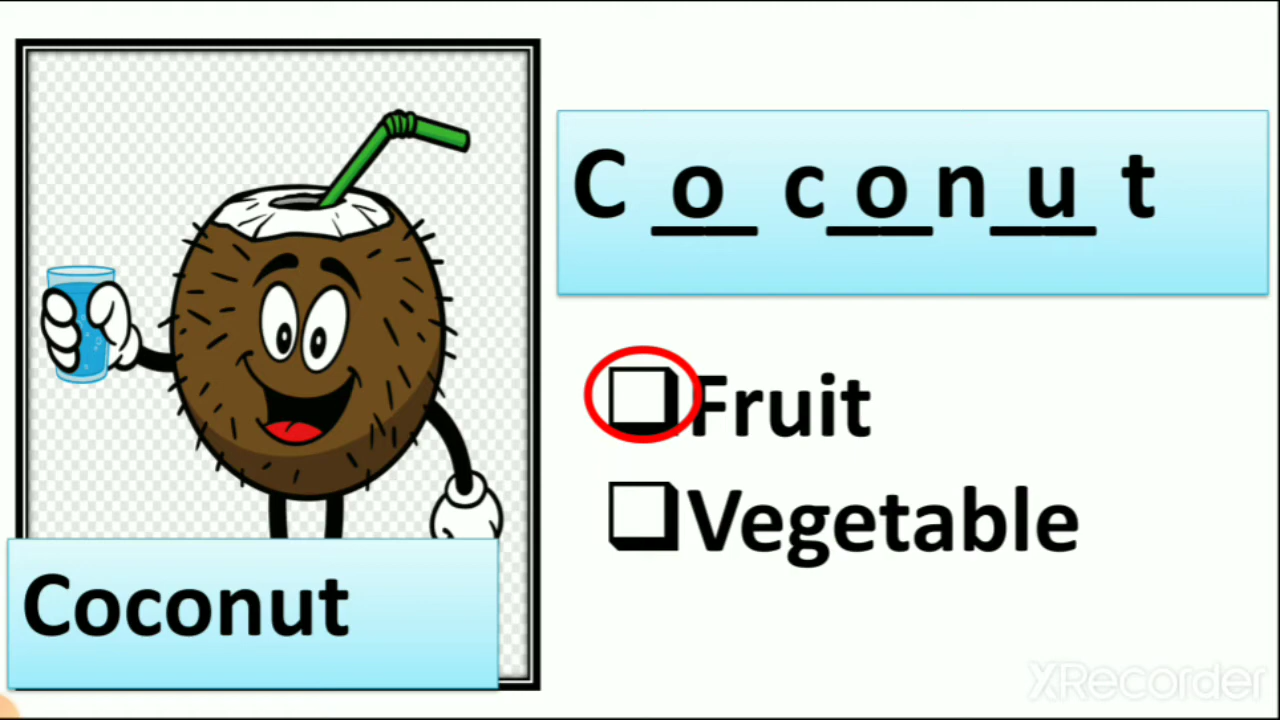 C o c o n u t
Fruit
Vegetable
Coconut
XRecorder